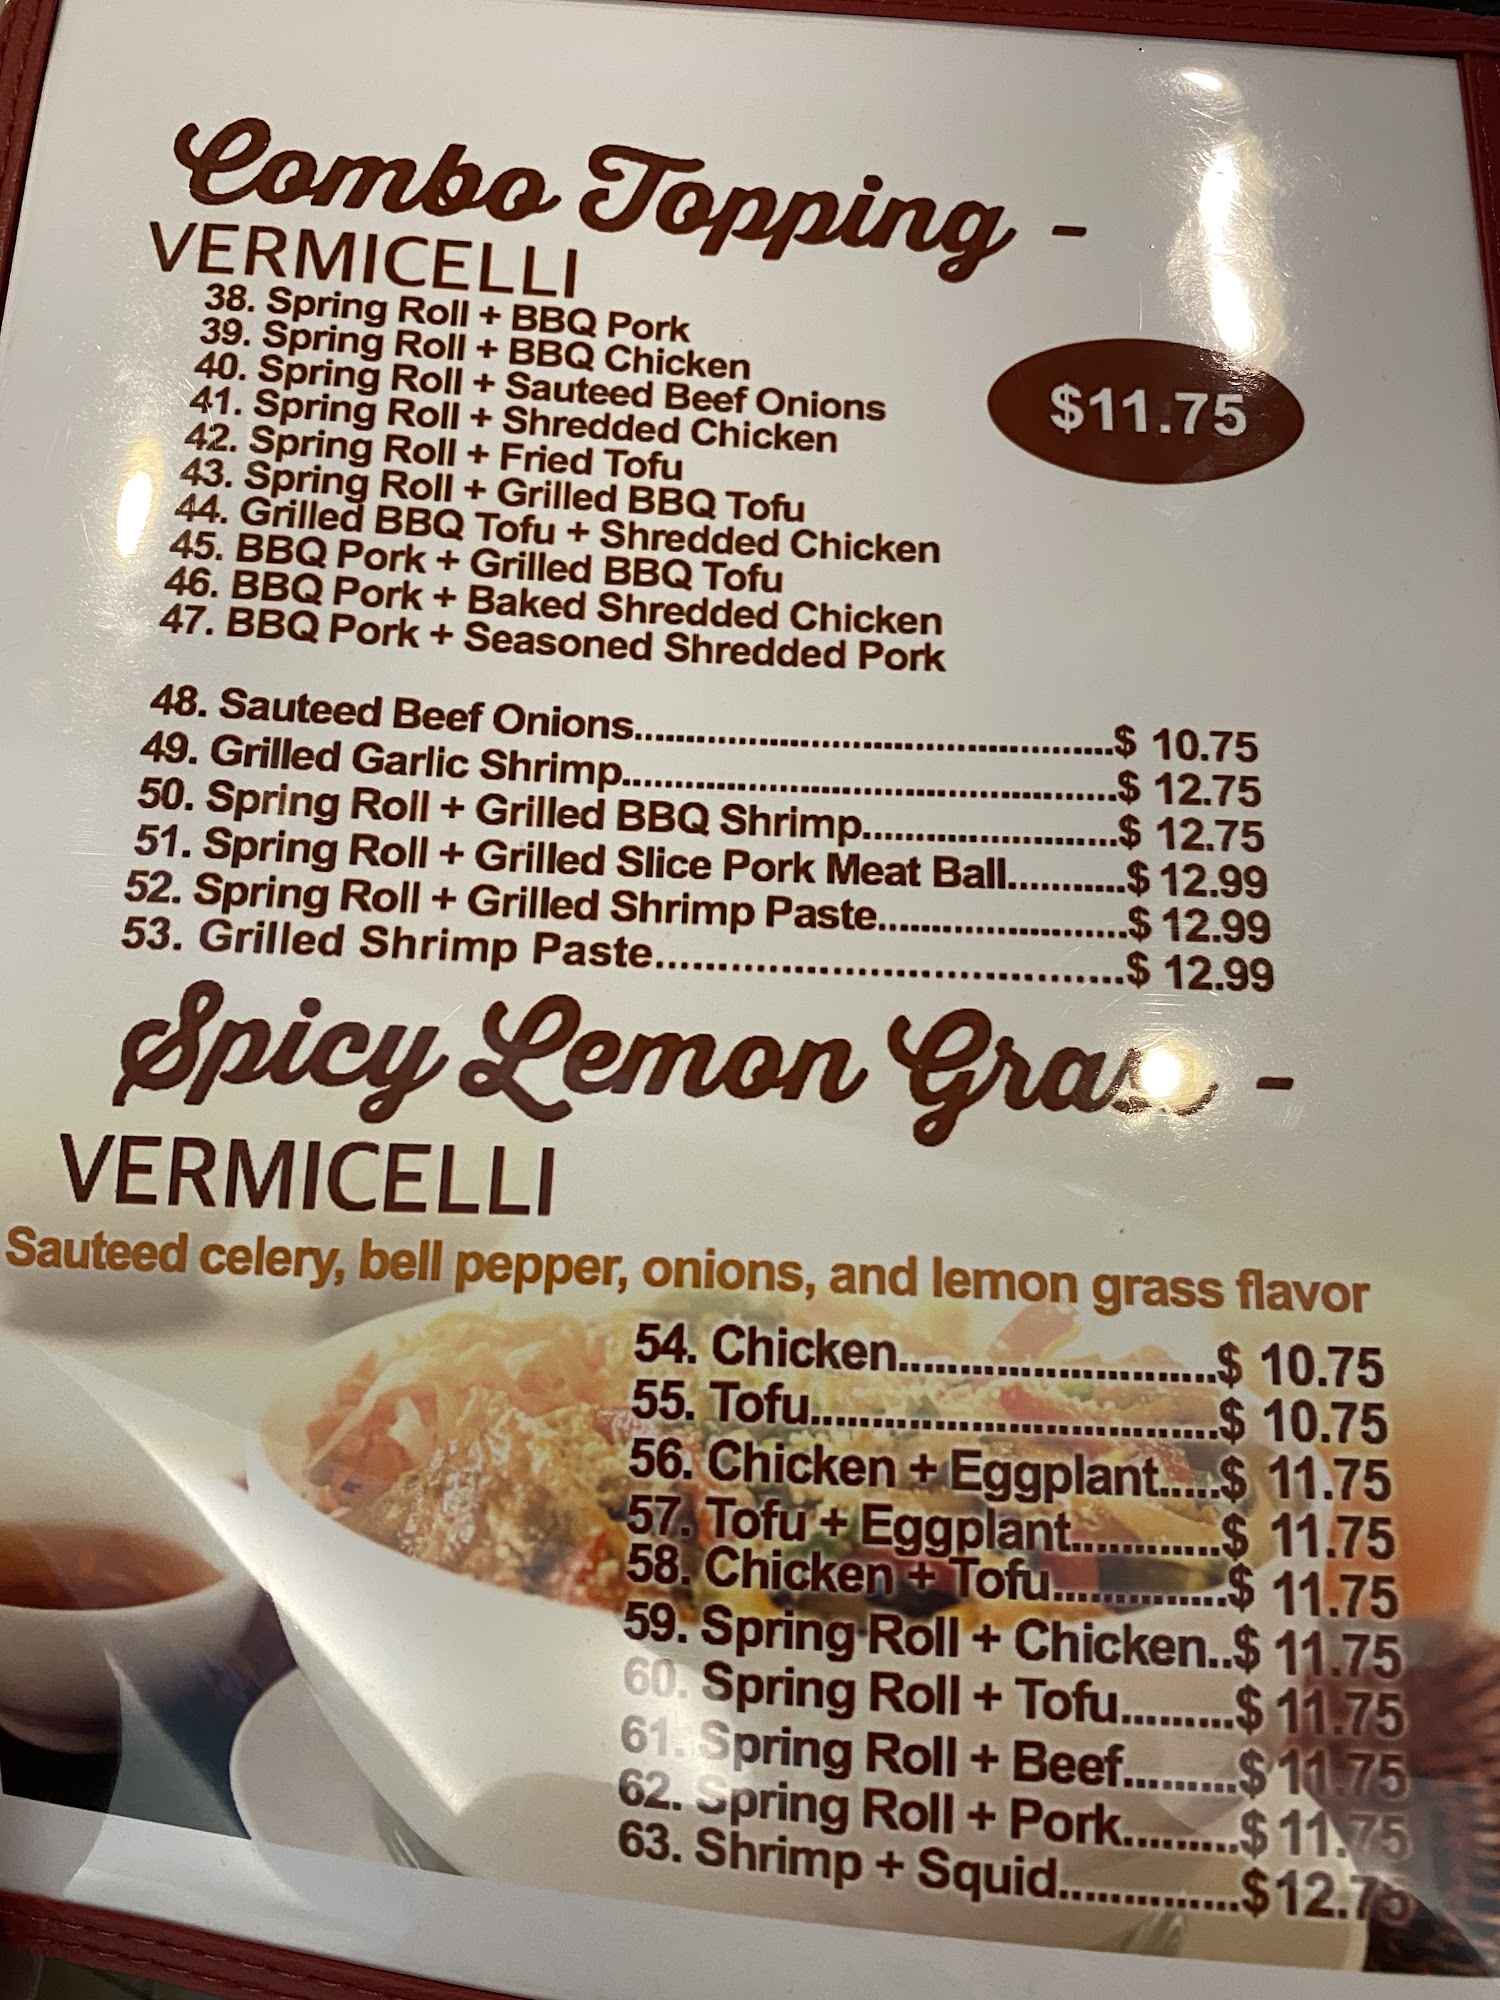 Combo Topping -
VERMICELLI
38. Spring Roll + BBQ Pork
39. Spring Roll + BBQ Chicken
40. Spring Roll + Sauteed Beef Onions
41. Spring Roll + Shredded Chicken
42. Spring Roll + Fried Tofu
43. Spring Roll + Grilled BBQ Tofu
44. Grilled BBQ Tofu + Shredded Chicken
45. BBQ Pork + Grilled BBQ Tofu
46. BBQ Pork + Baked Shredded Chicken
47. BBQ Pork + Seasoned Shredded Pork
$11.75
48. Sauteed Beef Onions..............................................$ 10.75
49. Grilled Garlic Shrimp................................................$ 12.75
50. Spring Roll + Grilled BBQ Shrimp.........................$ 12.75
51. Spring Roll + Grilled Slice Pork Meat Ball...........$ 12.99
52. Spring Roll + Grilled Shrimp Paste........................$ 12.99
53. Grilled Shrimp Paste.....................................$ 12.99
Spicy Lemon Grass -
VERMICELLI
Sauteed celery, bell pepper, onions, and lemon grass flavor
54. Chicken..........................$ 10.75
55. Tofu.................................$ 10.75
56. Chicken + Eggplant.....$ 11.75
57. Tofu + Eggplant............$ 11.75
58. Chicken + Tofu..............$ 11.75
59. Spring Roll + Chicken..$ 11.75
60. Spring Roll + Tofu.........$ 11.75
61. Spring Roll + Beef.........$ 11.75
62. Spring Roll + Pork.........$ 11.75
63. Shrimp + Squid...............$12.75